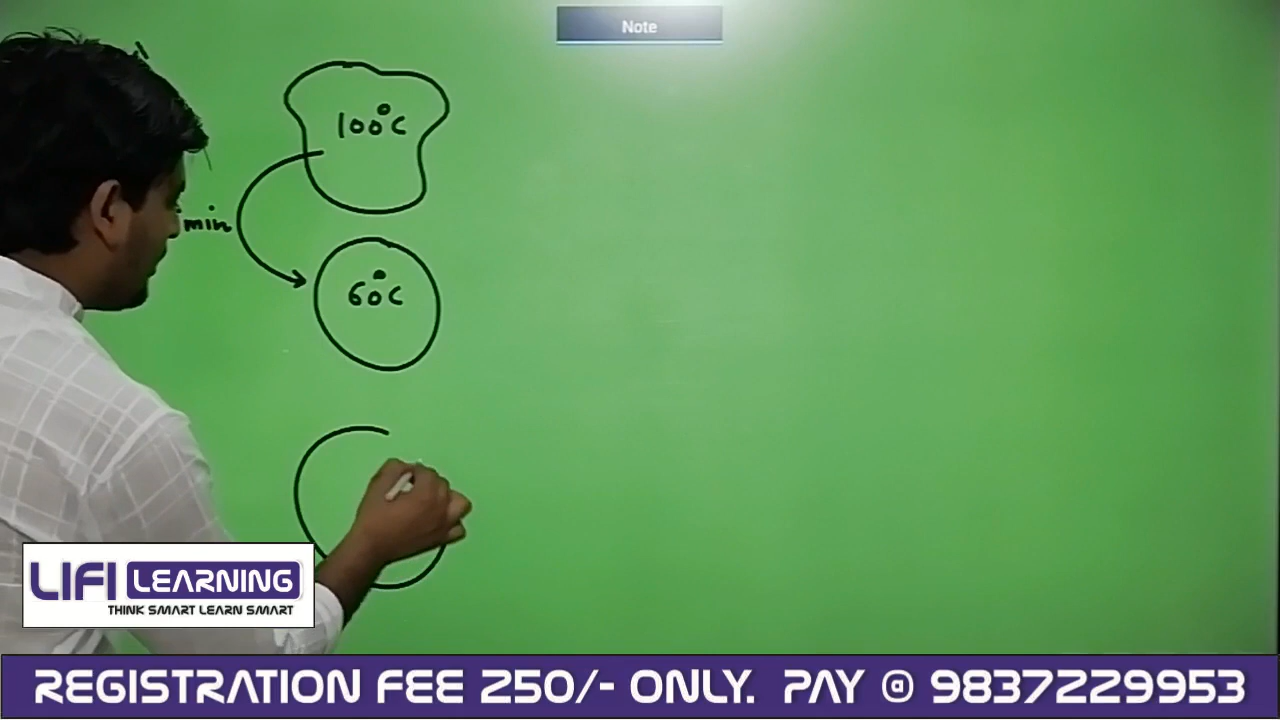 Note
100°C
min
60°C
LIFI LEARNING
THINK SMART LEARN SMART
REGISTRATION FEE 250/- ONLY. PAY @ 9837229953